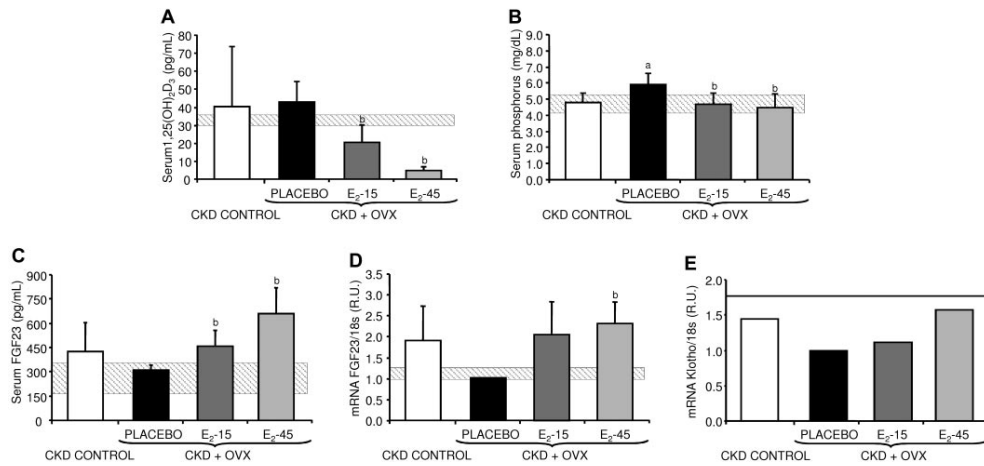 A
Serum1,25(OH)₂D₃ (pg/mL)
80
70
60
50
40
30
20
10
0
b
b
PLACEBO E₂-15 E₂-45
CKD CONTROL CKD + OVX
B
Serum phosphorus (mg/dL)
9.0
8.0
7.0
6.0
5.0
4.0
3.0
2.0
1.0
0.0
a
b
b
PLACEBO E₂-15 E₂-45
CKD CONTROL CKD + OVX
C
Serum FGF23 (pg/mL)
900
750
600
450
300
150
0
b
b
PLACEBO E₂-15 E₂-45
CKD CONTROL CKD + OVX
D
mRNA FGF23/18s (R.U.)
3.5
3.0
2.5
2.0
1.5
1.0
0.5
0.0
b
PLACEBO E₂-15 E₂-45
CKD CONTROL CKD + OVX
E
mRNA Klotho/18s (R.U.)
2.0
1.5
1.0
0.5
0.0
PLACEBO E₂-15 E₂-45
CKD CONTROL CKD + OVX